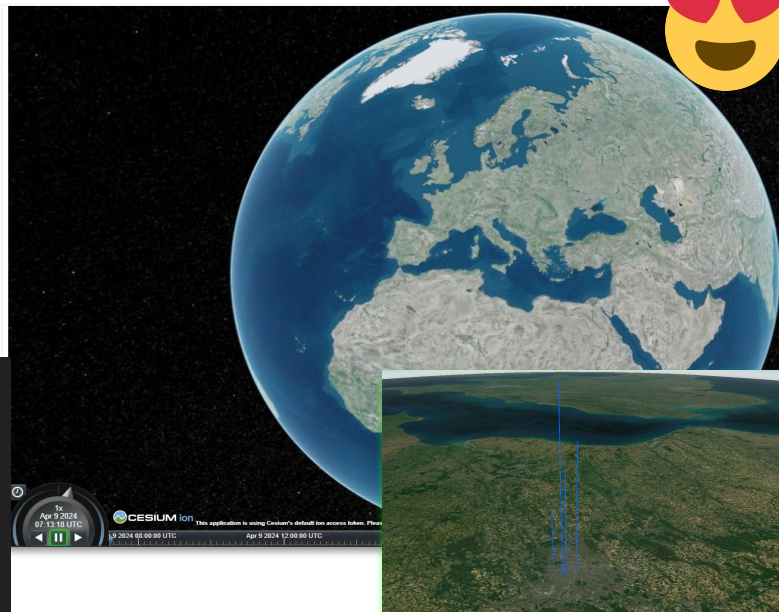 1x
Apr 9 2024
07:13:18 UTC
CESIUM ion
This application is using Cesium's default ion access token. Pleas
9 2024 08:00:00 UTC
Apr 9 2024 12:00:00 UTC